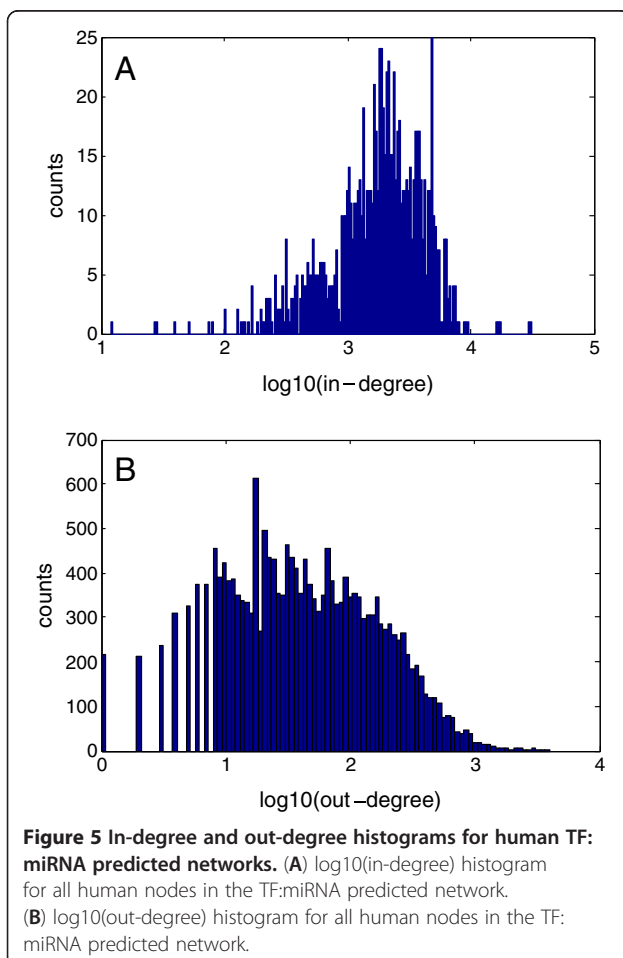 A
25
20
15
10
5
0
counts
1 2 3 4 5
log10(in−degree)
B
700
600
500
400
300
200
100
0
counts
0 1 2 3 4
log10(out−degree)
Figure 5 In-degree and out-degree histograms for human TF:
miRNA predicted networks. (A) log10(in-degree) histogram
for all human nodes in the TF:miRNA predicted network.
(B) log10(out-degree) histogram for all human nodes in the TF:
miRNA predicted network.